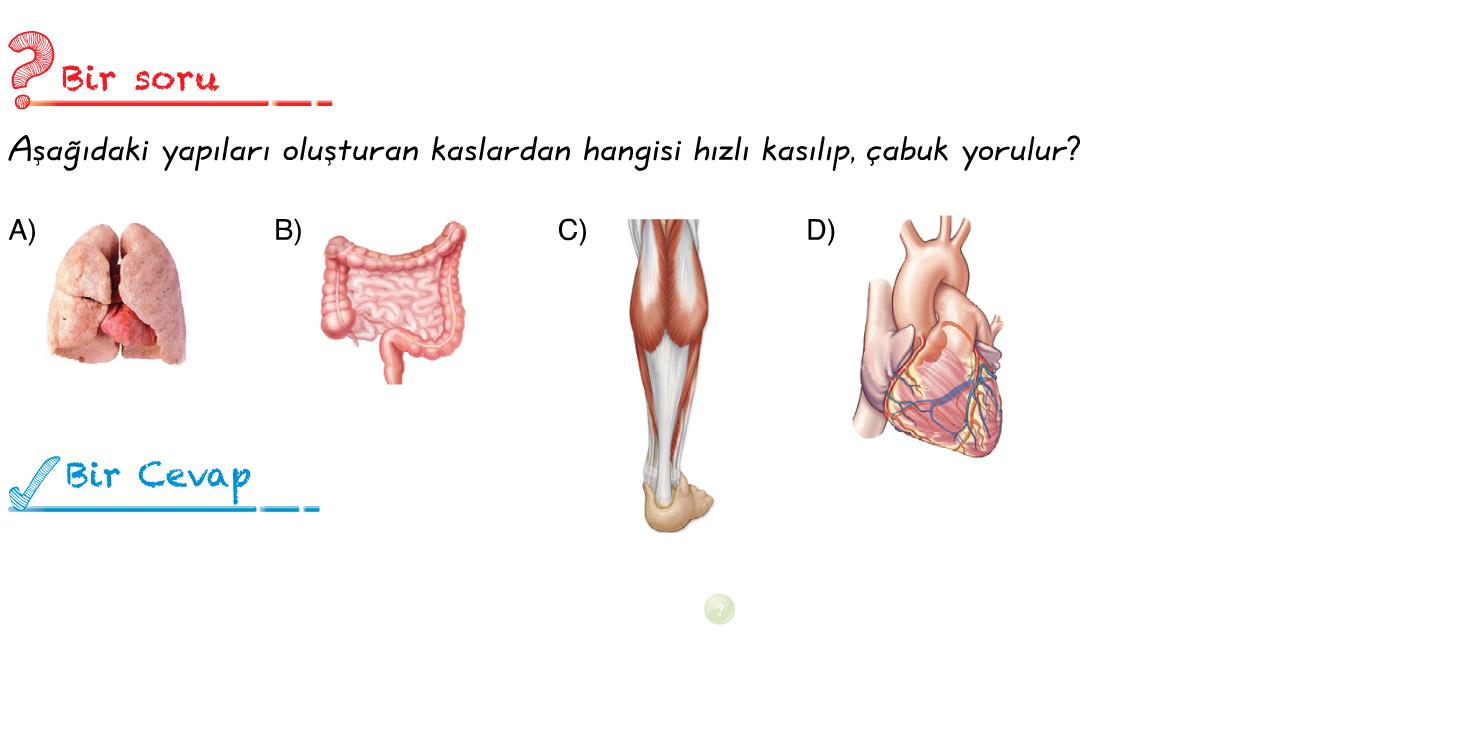 Bir soru
Aşağıdaki yapıları oluşturan kaslardan hangisi hızlı kasılıp, çabuk yorulur?
A) B) C) D)
Bir Cevap
?